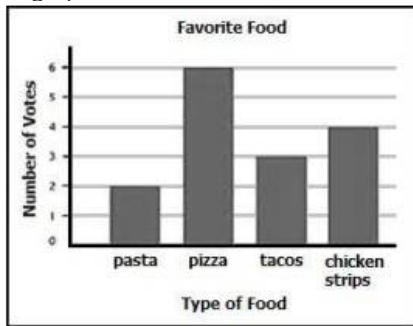 Favorite Food
Number of Votes
6
5
4
3
2
1
0
pasta
pizza
tacos
chicken
strips
Type of Food